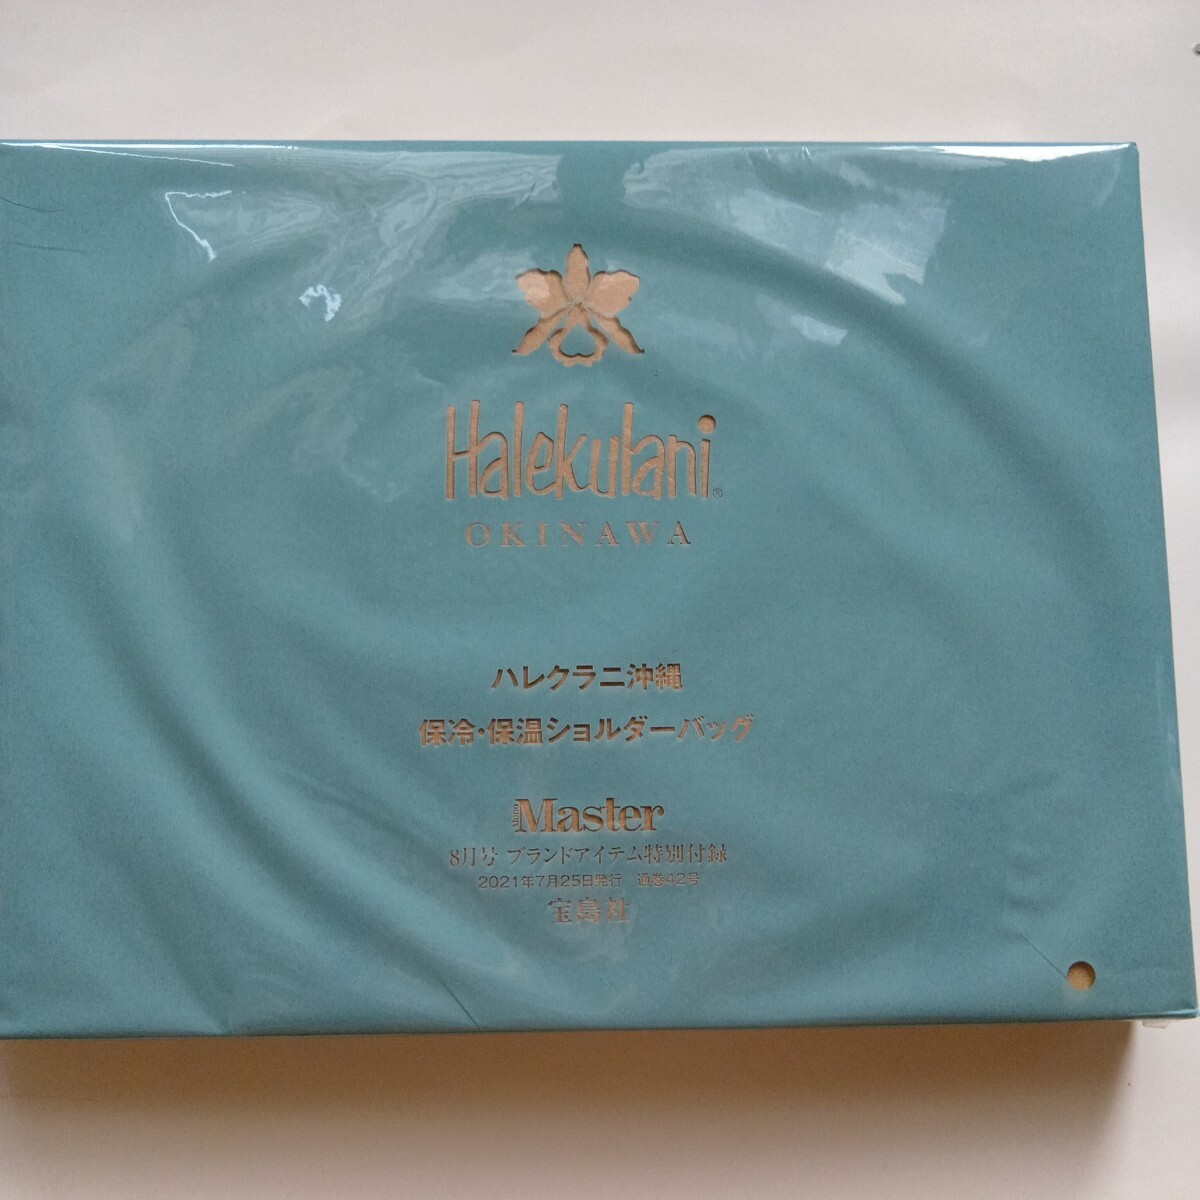 Halekulani®
OKINAWA
ハレクラニ沖縄
保冷・保温ショルダーバッグ
Mono Master
8月号 ブランドアイテム特別付録
2021年7月25日発行 通巻42号
宝島社